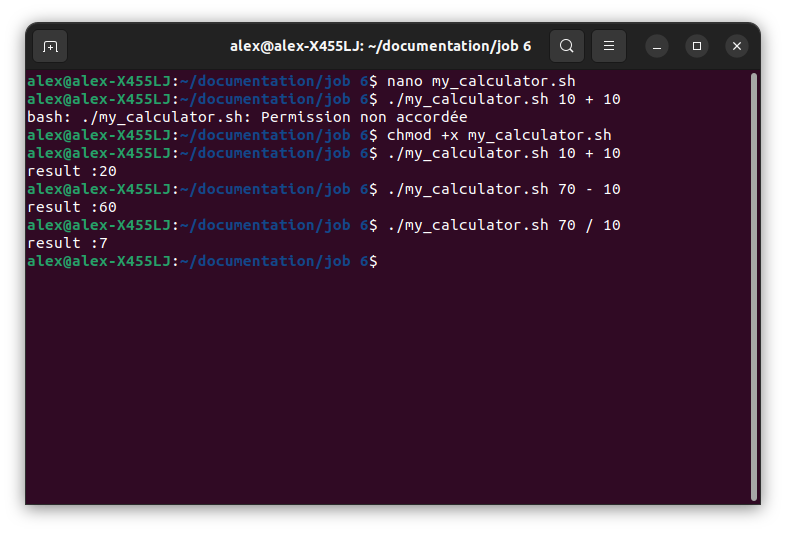 alex@alex-X455LJ: ~/documentation/job 6
alex@alex-X455LJ:~/documentation/job 6$ nano my_calculator.sh
alex@alex-X455LJ:~/documentation/job 6$ ./my_calculator.sh 10 + 10
bash: ./my_calculator.sh: Permission non accordée
alex@alex-X455LJ:~/documentation/job 6$ chmod +x my_calculator.sh
alex@alex-X455LJ:~/documentation/job 6$ ./my_calculator.sh 10 + 10
result :20
alex@alex-X455LJ:~/documentation/job 6$ ./my_calculator.sh 70 - 10
result :60
alex@alex-X455LJ:~/documentation/job 6$ ./my_calculator.sh 70 / 10
result :7
alex@alex-X455LJ:~/documentation/job 6$